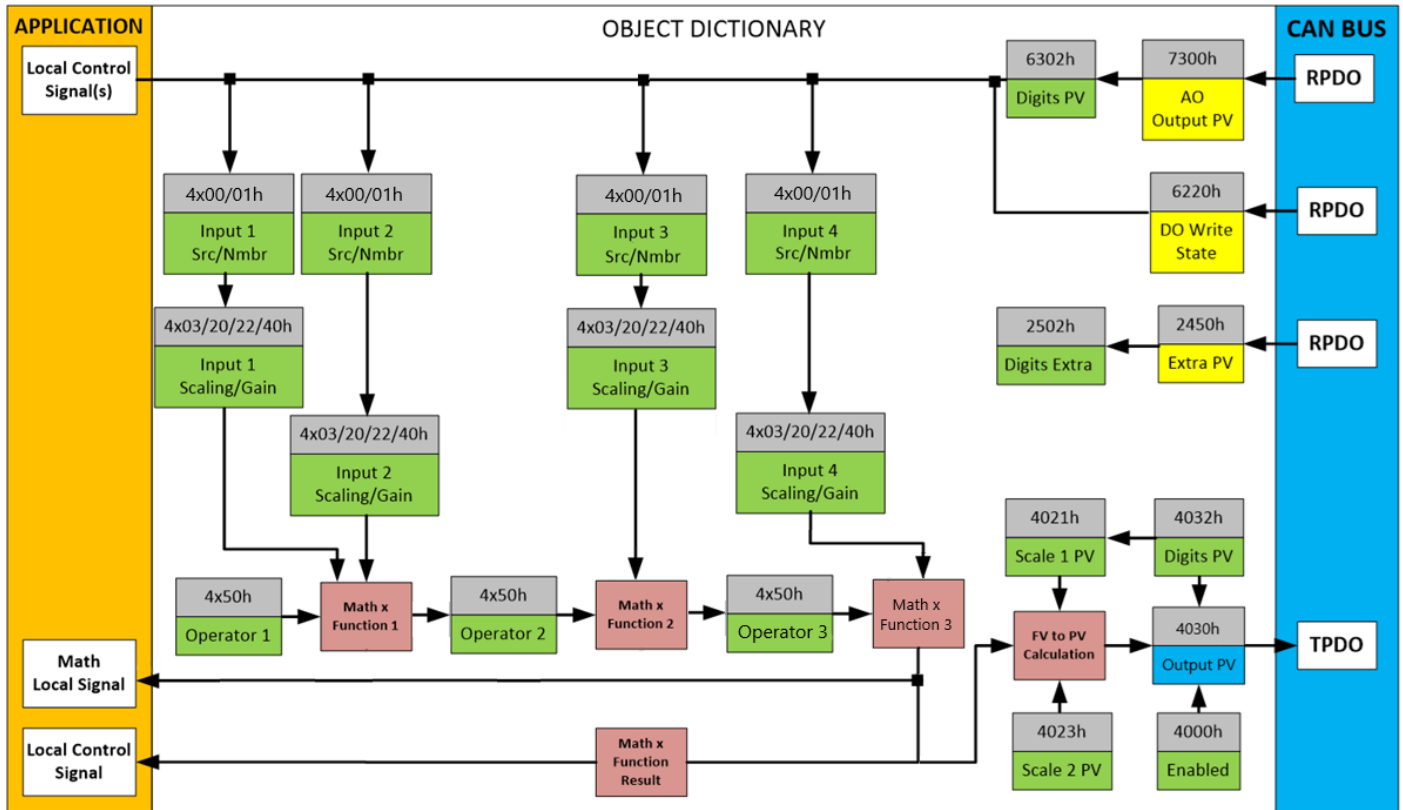 APPLICATION
OBJECT DICTIONARY
CAN BUS
Local Control
Signal(s)
6302h
Digits PV
7300h
AO
Output PV
RPDO
4x00/01h
Input 1
Src/Nmbr
4x00/01h
Input 2
Src/Nmbr
4x00/01h
Input 3
Src/Nmbr
4x00/01h
Input 4
Src/Nmbr
6220h
DO Write
State
RPDO
4x03/20/22/40h
Input 1
Scaling/Gain
4x03/20/22/40h
Input 3
Scaling/Gain
2502h
Digits Extra
2450h
Extra PV
RPDO
4x03/20/22/40h
Input 2
Scaling/Gain
4x03/20/22/40h
Input 4
Scaling/Gain
4021h
Scale 1 PV
4032h
Digits PV
4x50h
Operator 1
Math x
Function 1
4x50h
Operator 2
Math x
Function 2
4x50h
Operator 3
Math x
Function 3
FV to PV
Calculation
4030h
Output PV
TPDO
Math
Local Signal
Local Control
Signal
Math x
Function
Result
4023h
Scale 2 PV
4000h
Enabled